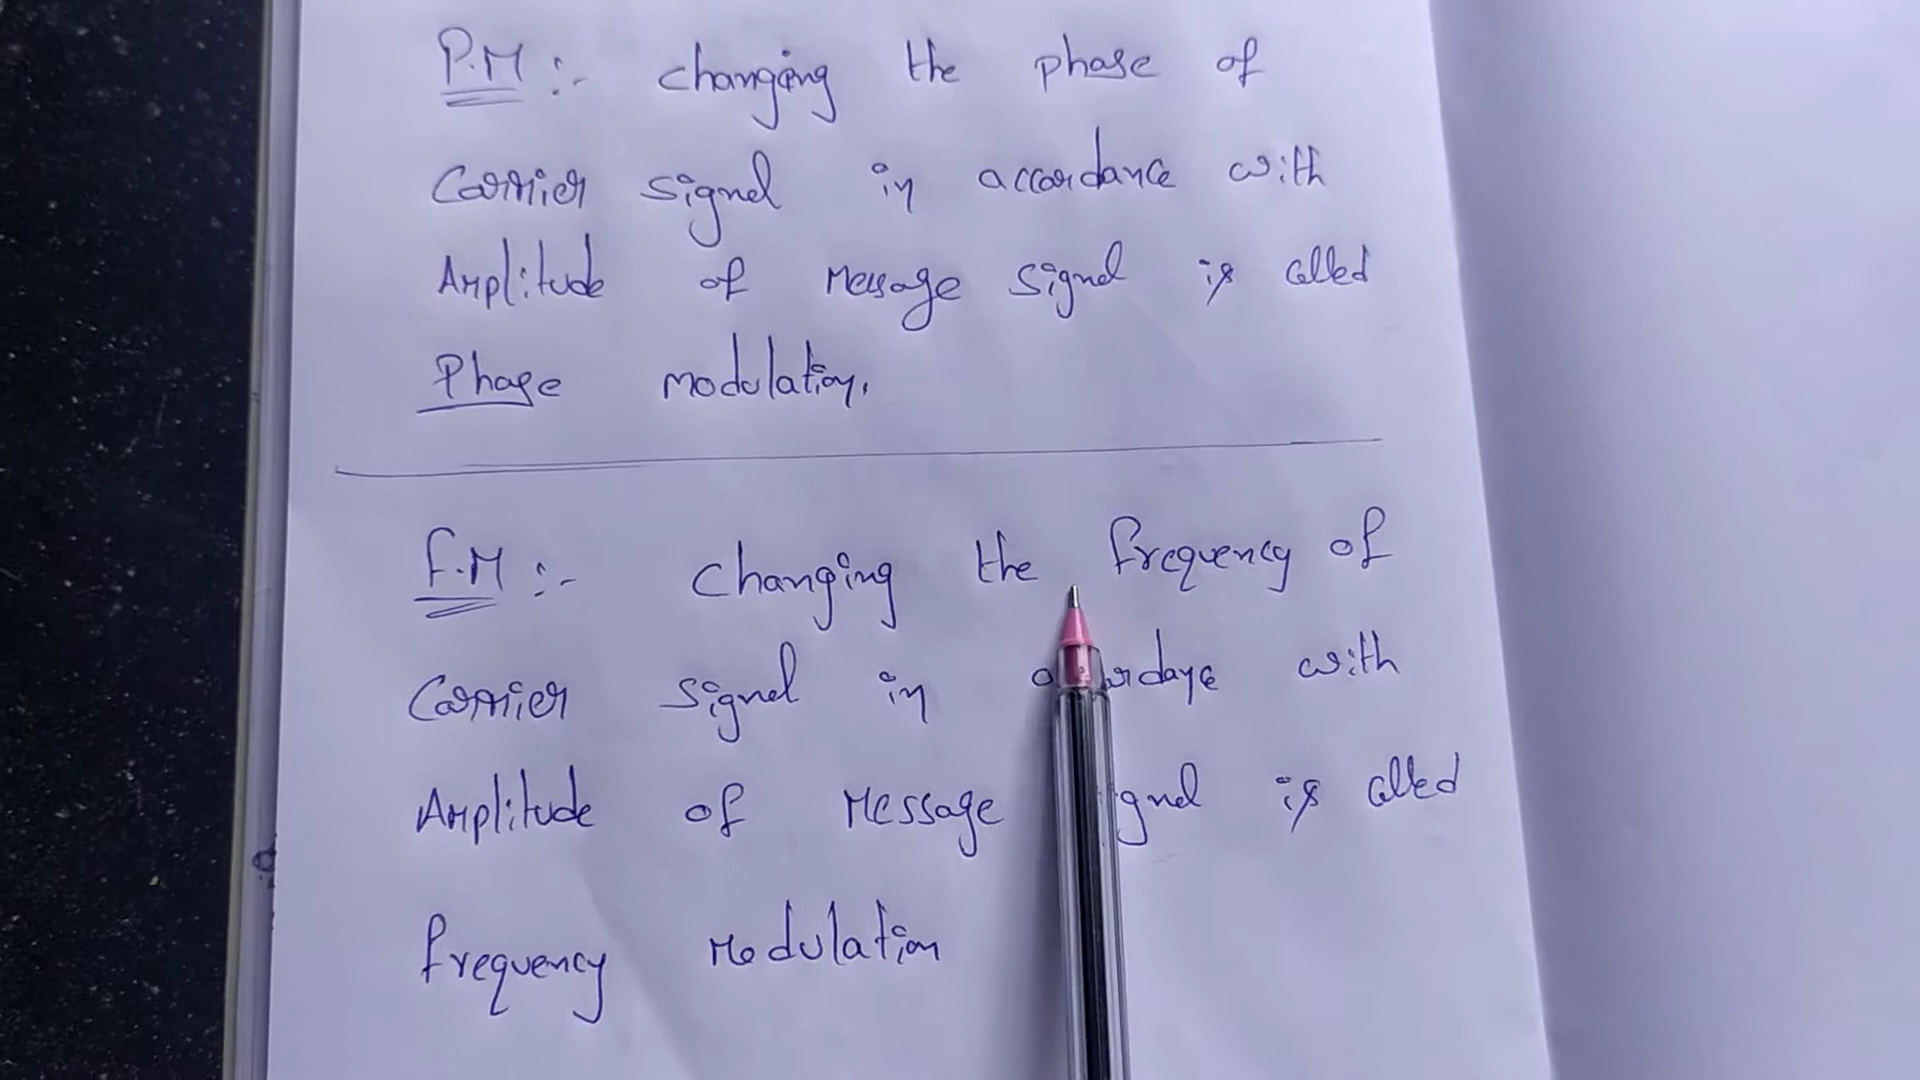 P.M :- changing the phase of
Carrier signal in accordance with
Amplitude of Message signal is called
Phase modulation.
F.M :- changing the frequency of
Carrier signal in with
Amplitude of Message is called
frequency Modulation